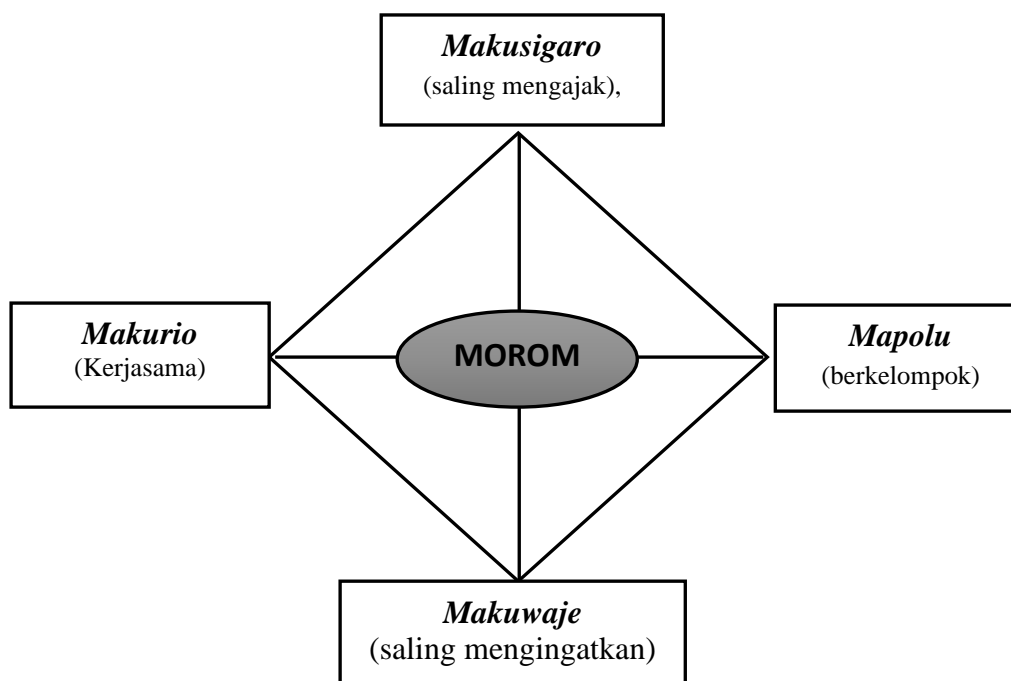 Makusigaro
(saling mengajak),
Makurio
(Kerjasama)
MOROM
Mapolu
(berkelompok)
Makuwaje
(saling mengingatkan)